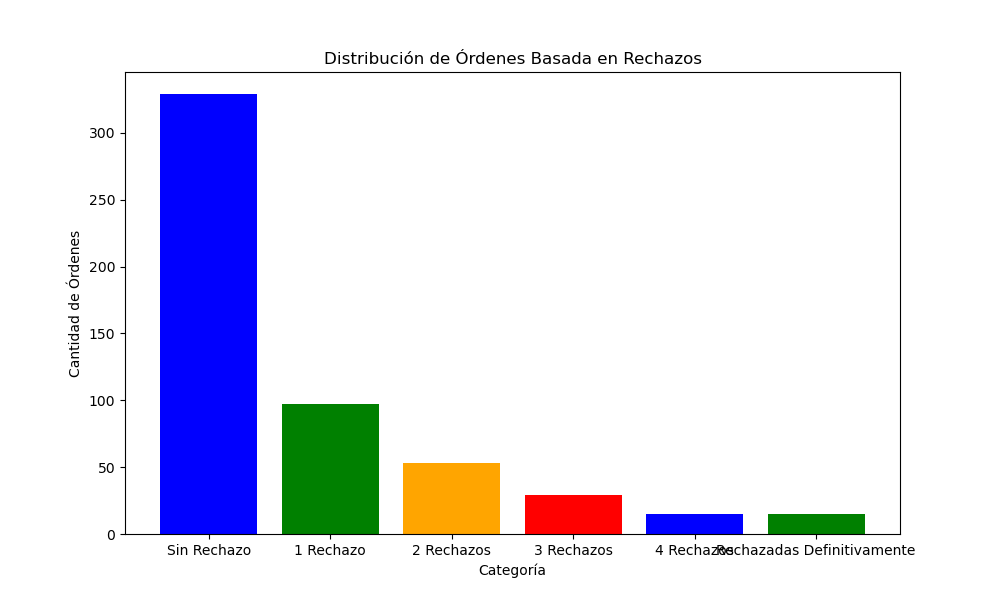 Distribución de Órdenes Basada en Rechazos
Cantidad de Órdenes
300
250
200
150
100
50
0
Sin Rechazo 1 Rechazo 2 Rechazos 3 Rechazos 4 Rechazos Rechazadas Definitivamente
Categoría